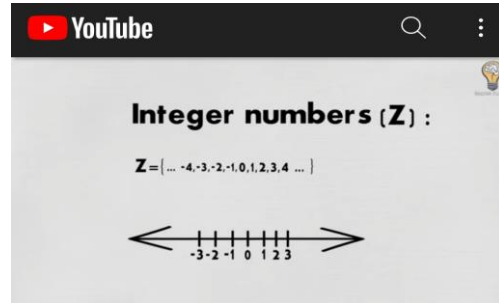 YouTube
Integer numbers (Z) :
Z={ ... -4,-3,-2,-1,0,1,2,3,4 ... }
-3 -2 -1 0 1 2 3